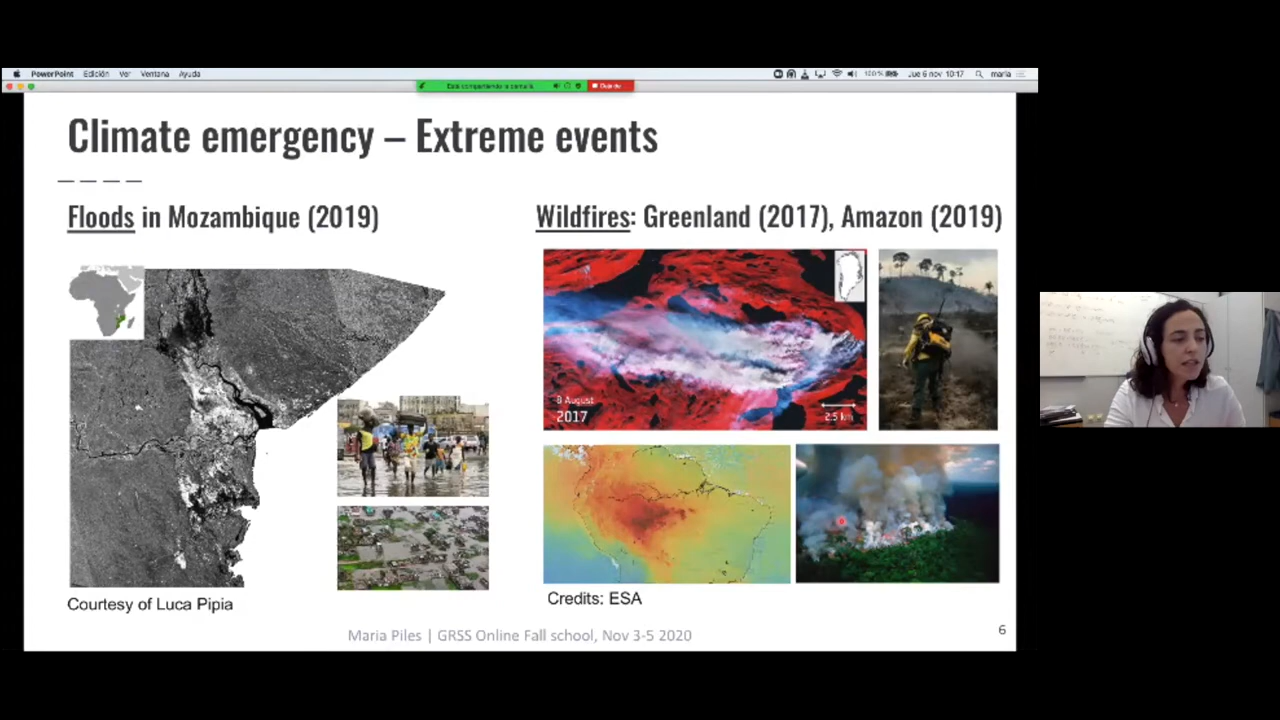 PowerPoint Edición Ver Ventana Ayuda
100% Jue 6 nov 10:17 maria
Climate emergency – Extreme events
Floods in Mozambique (2019)
Wildfires: Greenland (2017), Amazon (2019)
8 August
2017
2.5 km
Courtesy of Luca Pipia
Credits: ESA
Maria Piles | GRSS Online Fall school, Nov 3-5 2020
6